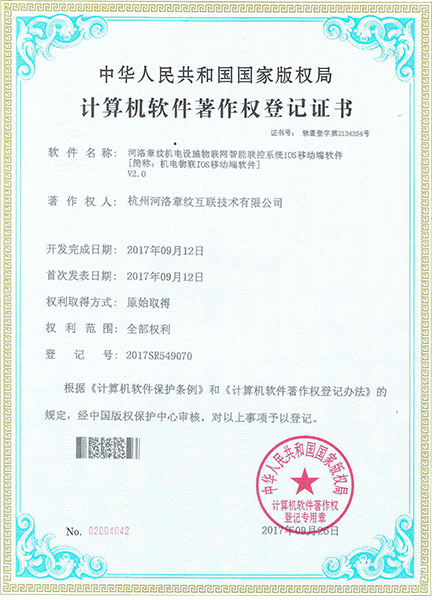 中华人民共和国国家版权局
计算机软件著作权登记证书
证书号: 软著登字第2134354号
软件名称: 河洛章纹机电设施物联网智能联控系统IOS移动端软件
[简称: 机电物联IOS移动端软件]
V2.0
著作权人: 杭州河洛章纹互联技术有限公司
开发完成日期: 2017年09月12日
首次发表日期: 2017年09月12日
权利取得方式: 原始取得
权利范围: 全部权利
登记号: 2017SR549070
根据《计算机软件保护条例》和《计算机软件著作权登记办法》的
规定,经中国版权保护中心审核,对以上事项予以登记。
中华人民共和国国家版权局
计算机软件著作权
登记专用章
No. 02004042
2017年09月26日